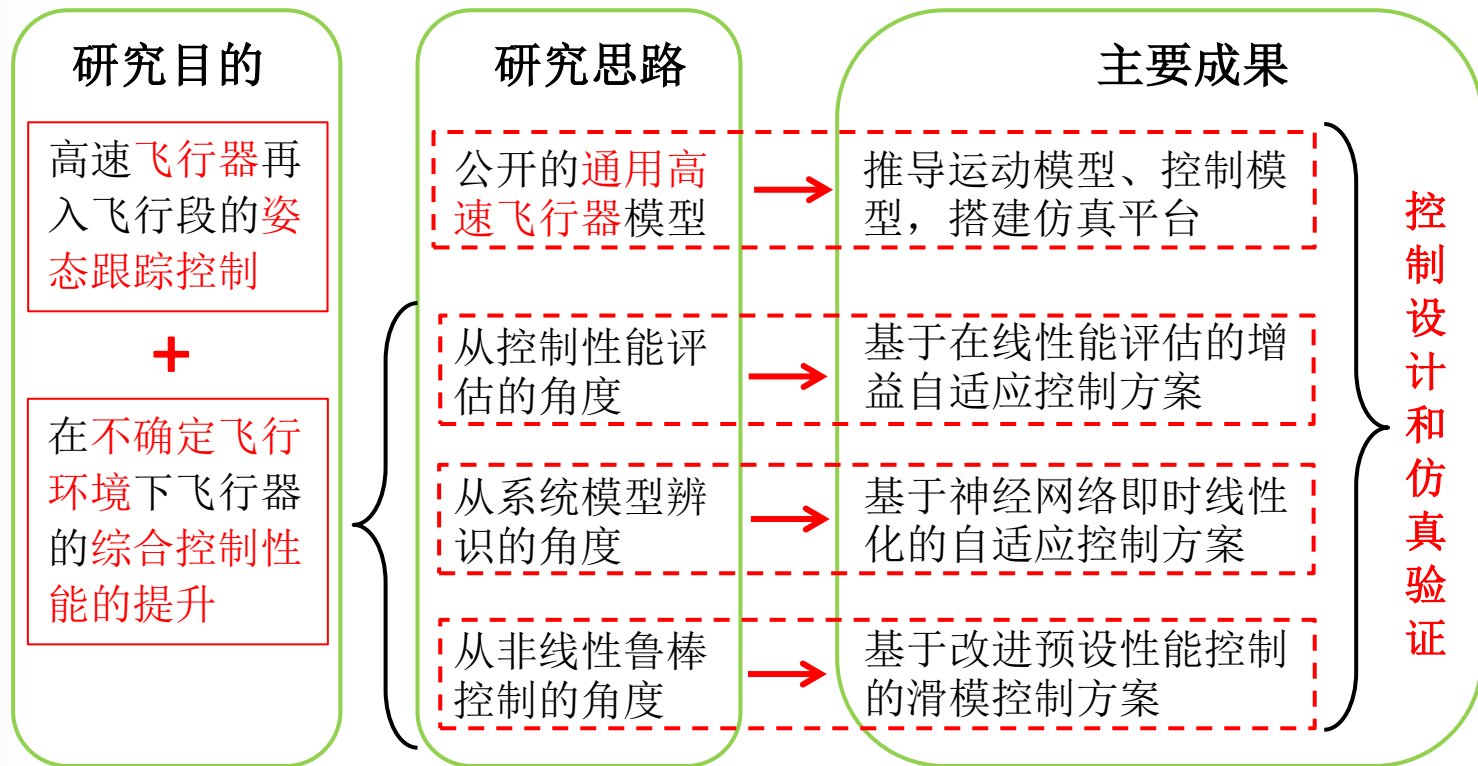 研究目的
高速飞行器再
入飞行段的姿
态跟踪控制
+
在不确定飞行
环境下飞行器
的综合控制性
能的提升
研究思路
公开的通用高
速飞行器模型
从控制性能评
估的角度
从系统模型辨
识的角度
从非线性鲁棒
控制的角度
主要成果
推导运动模型、控制模
型，搭建仿真平台
基于在线性能评估的增
益自适应控制方案
基于神经网络即时线性
化的自适应控制方案
基于改进预设性能控制
的滑模控制方案
控制设计和仿真验证